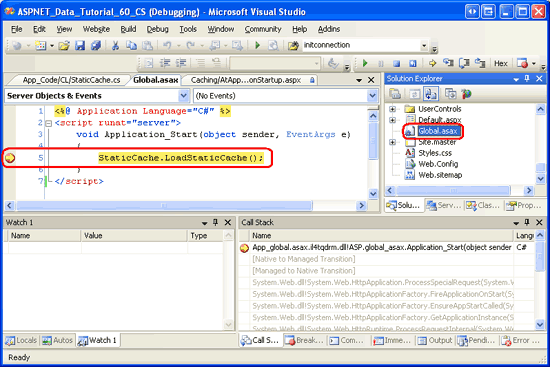 ASPNET_Data_Tutorial_60_CS (Debugging) - Microsoft Visual Studio
File Edit View Website Build Debug Tools Window Community Addins Help
initconnection
Hex
App_Code/CL/StaticCache.cs Global.asax Caching/AtApp...onStartup.aspx
Server Objects & Events (No Events)
1 <%@ Application Language="C#" %>
2 <script runat="server">
3 void Application_Start(object sender, EventArgs e)
4 {
5 StaticCache.LoadStaticCache();
6 }
7 </script>
Solution Explorer
UserControls
Default.aspx
Global.asax
Site.master
Styles.css
Web.Config
Web.sitemap
Solu... Serv... Clas... Prop...
Watch 1
Name Value Type
Locals Autos Watch 1
Call Stack
Name Langu
App_global.asax.i4tqdrm.dll!ASP.global_asax.Application_Start(object sender C#
[Native to Managed Transition]
[Managed to Native Transition]
System.Web.dll!System.Web.HttpApplication.ProcessSpecialRequest(System.W
System.Web.dll!System.Web.HttpApplicationFactory.FireApplicationOnStart(Sy
System.Web.dll!System.Web.HttpApplicationFactory.EnsureAppStartCalled(Sy
System.Web.dll!System.Web.HttpApplicationFactory.GetApplicationInstance(S
System.Web.dll!System.Web.HttpRuntime.ProcessRequestInternal(System.W
Call S... Break... Com... Imme... Output Pendin... Error ...
Ready